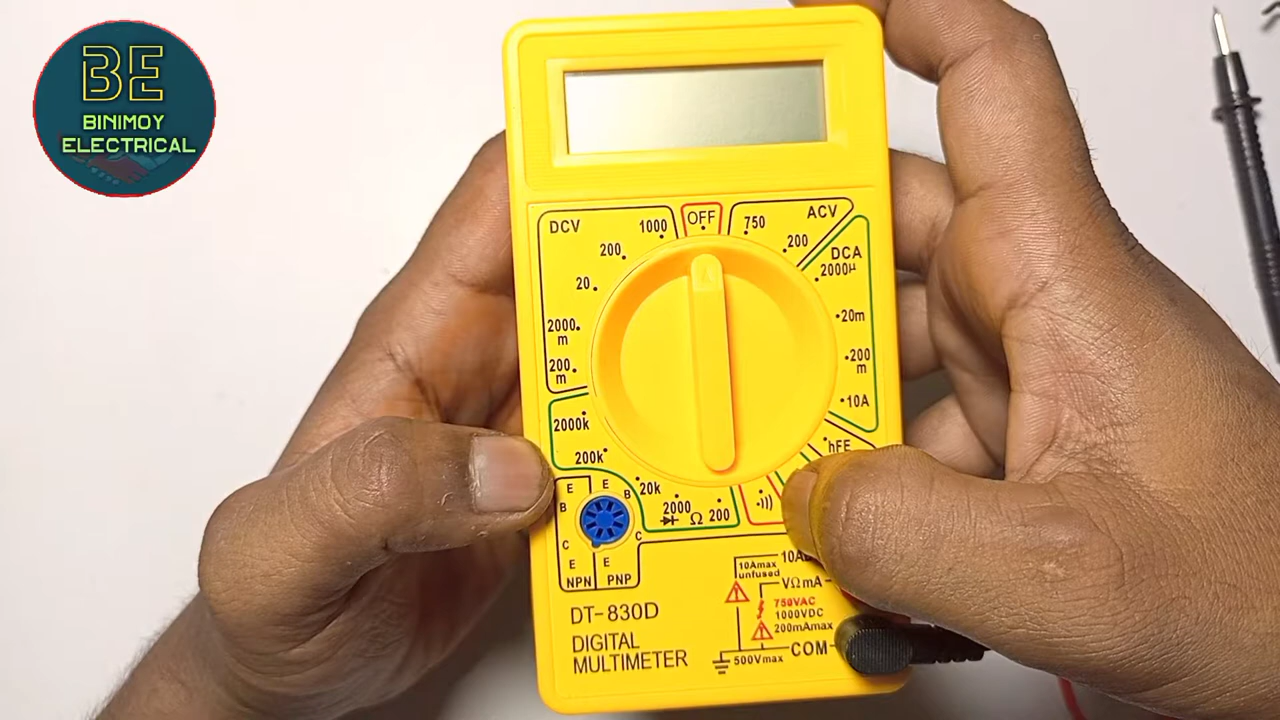 BE
BINIMOY
ELECTRICAL
DCV
1000
OFF
750
ACV
200
200
DCA
2000µ
20
20m
2000
m
200
m
200
m
10A
2000k
hFE
200k
20k
2000
Ω
200
E
E
B
B
C
C
E
E
NPN
PNP
10Amax
unfused
VΩmA
750VAC
1000VDC
200mAmax
COM
500Vmax
DT-830D
DIGITAL
MULTIMETER